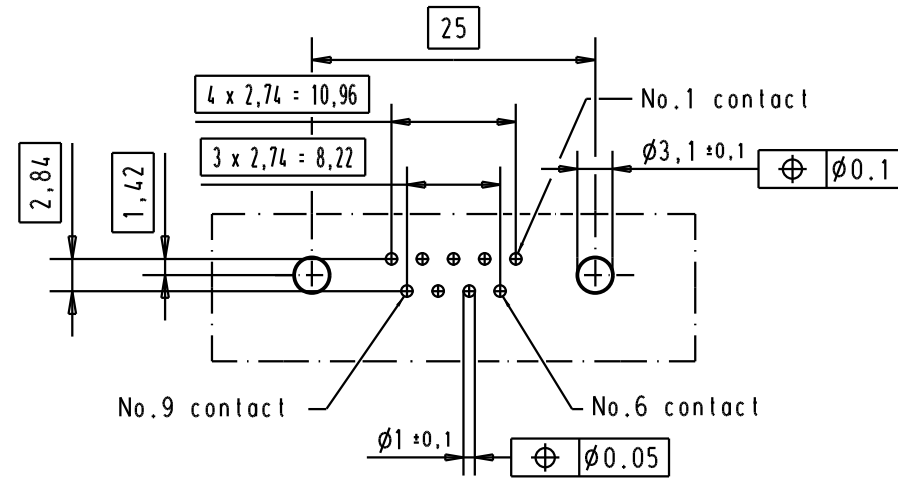 25
4 x 2,74 = 10,96
No.1 contact
3 x 2,74 = 8,22
Ø3,1 ±0,1
⌖ Ø0.1
2,84
1,42
No.9 contact
No.6 contact
Ø1 ±0,1
⌖ Ø0.05